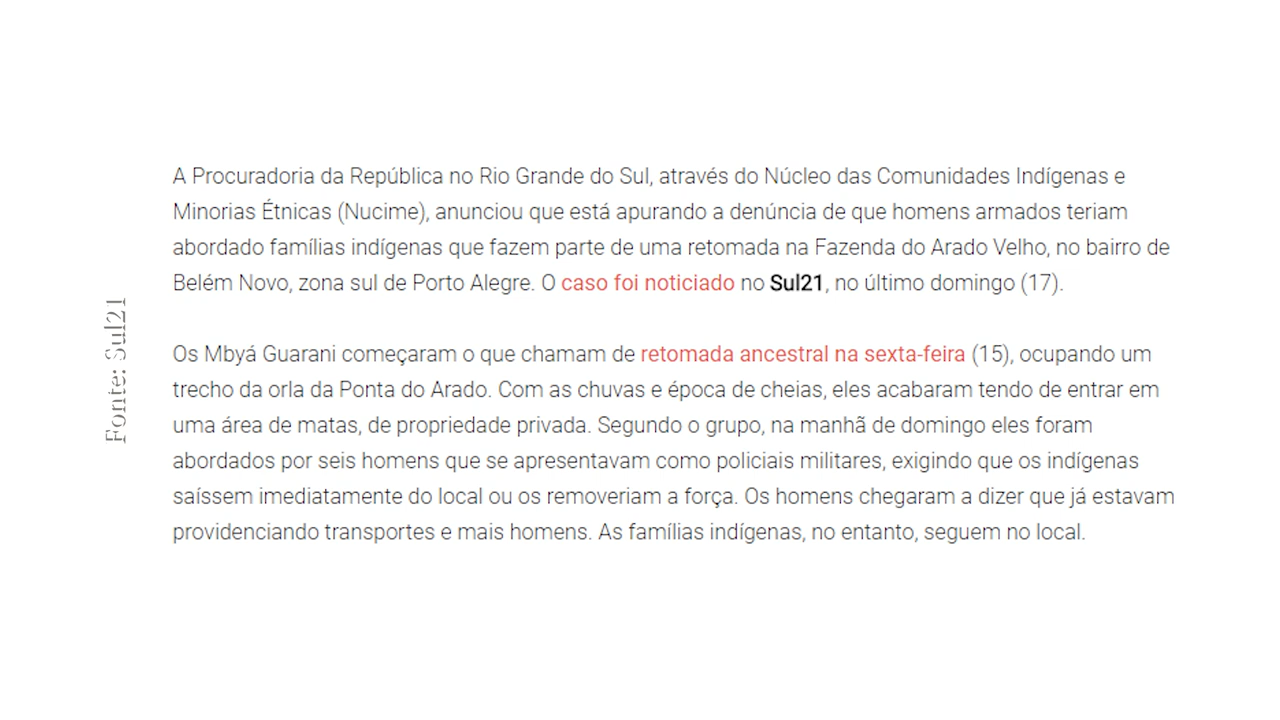 A Procuradoria da República no Rio Grande do Sul, através do Núcleo das Comunidades Indígenas e
Minorias Étnicas (Nucime), anunciou que está apurando a denúncia de que homens armados teriam
abordado famílias indígenas que fazem parte de uma retomada na Fazenda do Arado Velho, no bairro de
Belém Novo, zona sul de Porto Alegre. O caso foi noticiado no Sul21, no último domingo (17).
Os Mbyá Guarani começaram o que chamam de retomada ancestral na sexta-feira (15), ocupando um
trecho da orla da Ponta do Arado. Com as chuvas e época de cheias, eles acabaram tendo de entrar em
uma área de matas, de propriedade privada. Segundo o grupo, na manhã de domingo eles foram
abordados por seis homens que se apresentavam como policiais militares, exigindo que os indígenas
saíssem imediatamente do local ou os removeriam a força. Os homens chegaram a dizer que já estavam
providenciando transportes e mais homens. As famílias indígenas, no entanto, seguem no local.
Fonte: Sul21